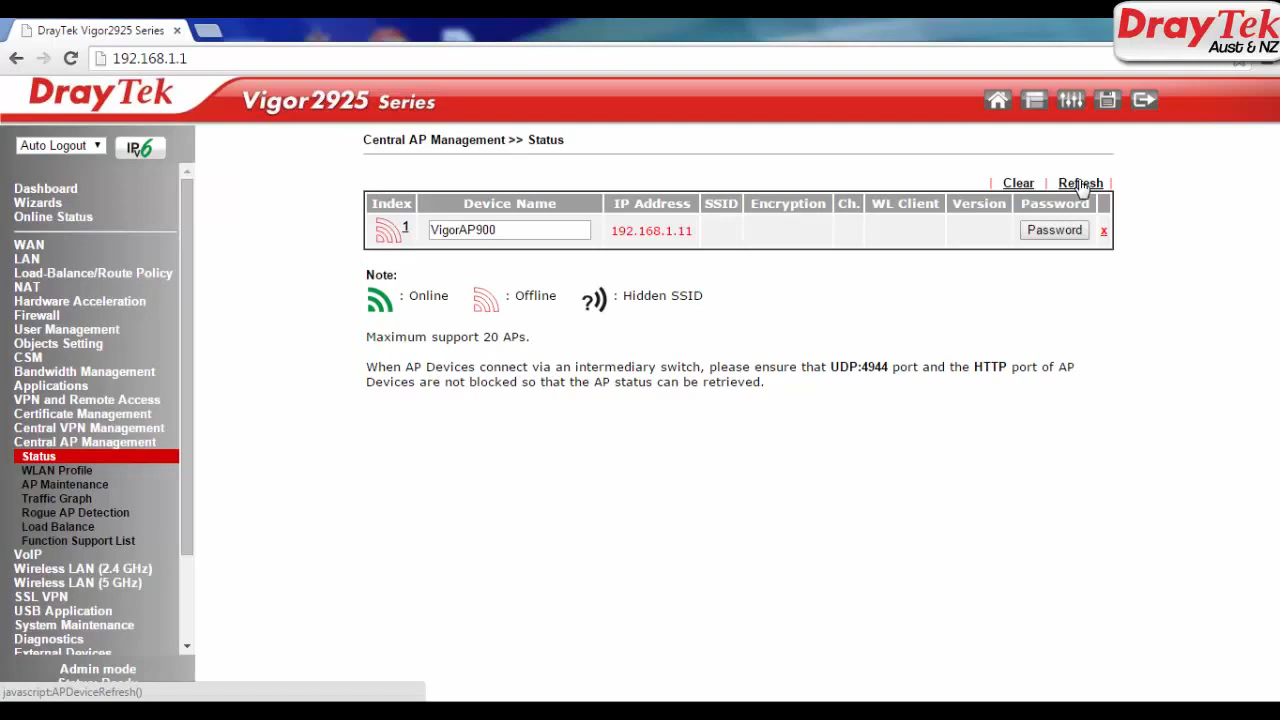 DrayTek Vigor2925 Series ×
DrayTek
Aust & NZ
192.168.1.1
DrayTek Vigor2925 Series
Auto Logout IPv6
Central AP Management >> Status
Dashboard
Wizards
Online Status
WAN
LAN
Load-Balance/Route Policy
NAT
Hardware Acceleration
Firewall
User Management
Objects Setting
CSM
Bandwidth Management
Applications
VPN and Remote Access
Certificate Management
Central VPN Management
Central AP Management
Status
WLAN Profile
AP Maintenance
Traffic Graph
Rogue AP Detection
Load Balance
Function Support List
VoIP
Wireless LAN (2.4 GHz)
Wireless LAN (5 GHz)
SSL VPN
USB Application
System Maintenance
Diagnostics
External Devices
Admin mode
Status: Ready
| Clear | Refresh |
Index Device Name IP Address SSID Encryption Ch. WL Client Version Password
1 VigorAP900 192.168.1.11 Password x
Note:
: Online : Offline ? : Hidden SSID
Maximum support 20 APs.
When AP Devices connect via an intermediary switch, please ensure that UDP:4944 port and the HTTP port of AP
Devices are not blocked so that the AP status can be retrieved.
javascript:APDeviceRefresh()